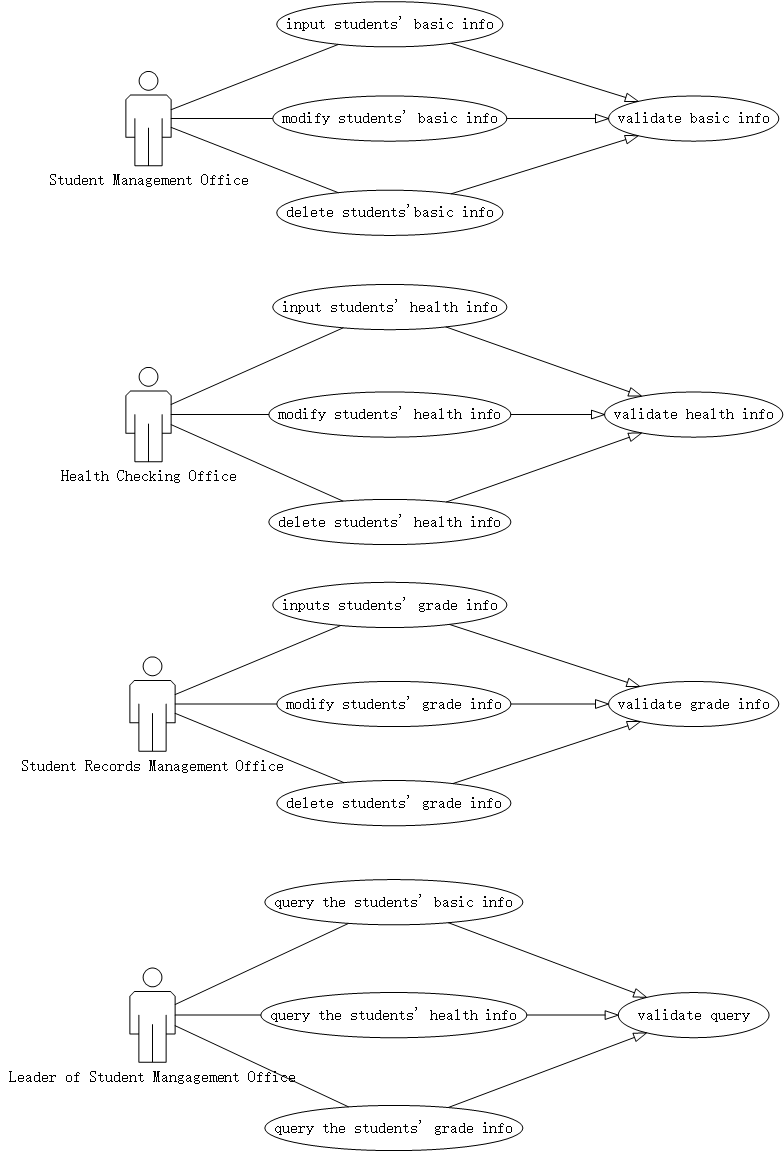 input students' basic info
modify students' basic info
validate basic info
Student Management Office
delete students'basic info
input students' health info
modify students' health info
validate health info
Health Checking Office
delete students' health info
inputs students' grade info
modify students' grade info
validate grade info
Student Records Management Office
delete students' grade info
query the students' basic info
query the students' health info
validate query
Leader of Student Mangagement Office
query the students' grade info